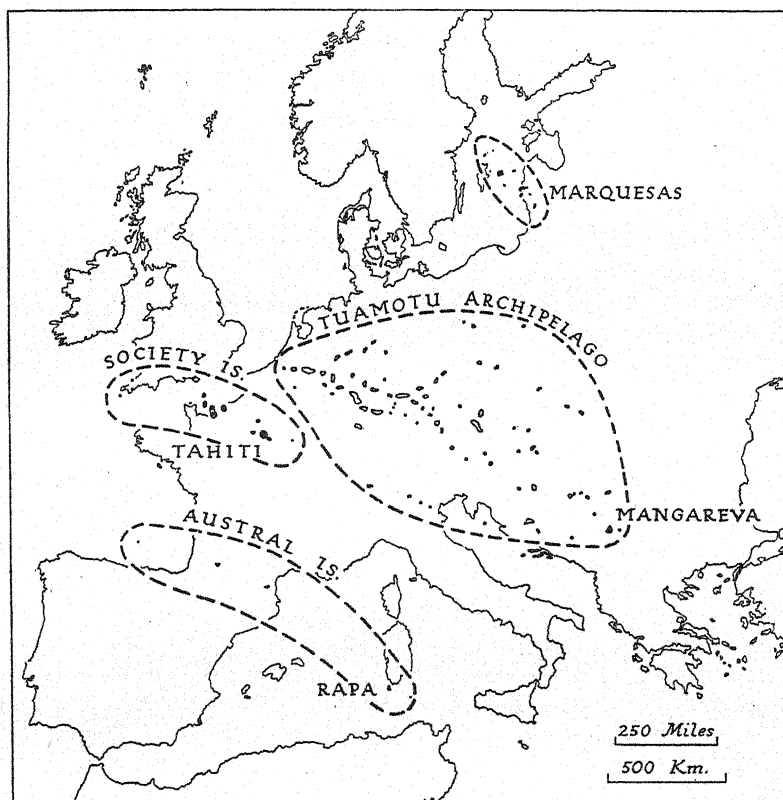 MARQUESAS
TUAMOTU ARCHIPELAGO
SOCIETY IS.
TAHITI
MANGAREVA
AUSTRAL IS.
RAPA
250 Miles
500 Km.